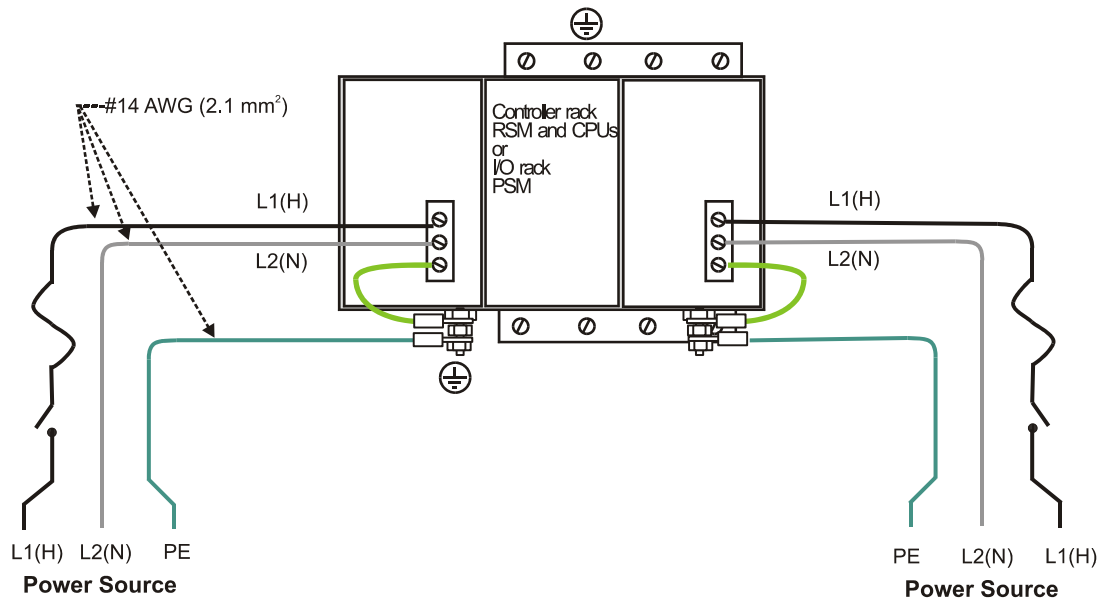 #14 AWG (2.1 mm²)
Controller rack
RSM and CPUs
or
I/O rack
PSM
L1(H)
L2(N)
L1(H)
L2(N)
L1(H) L2(N) PE
Power Source
PE L2(N) L1(H)
Power Source